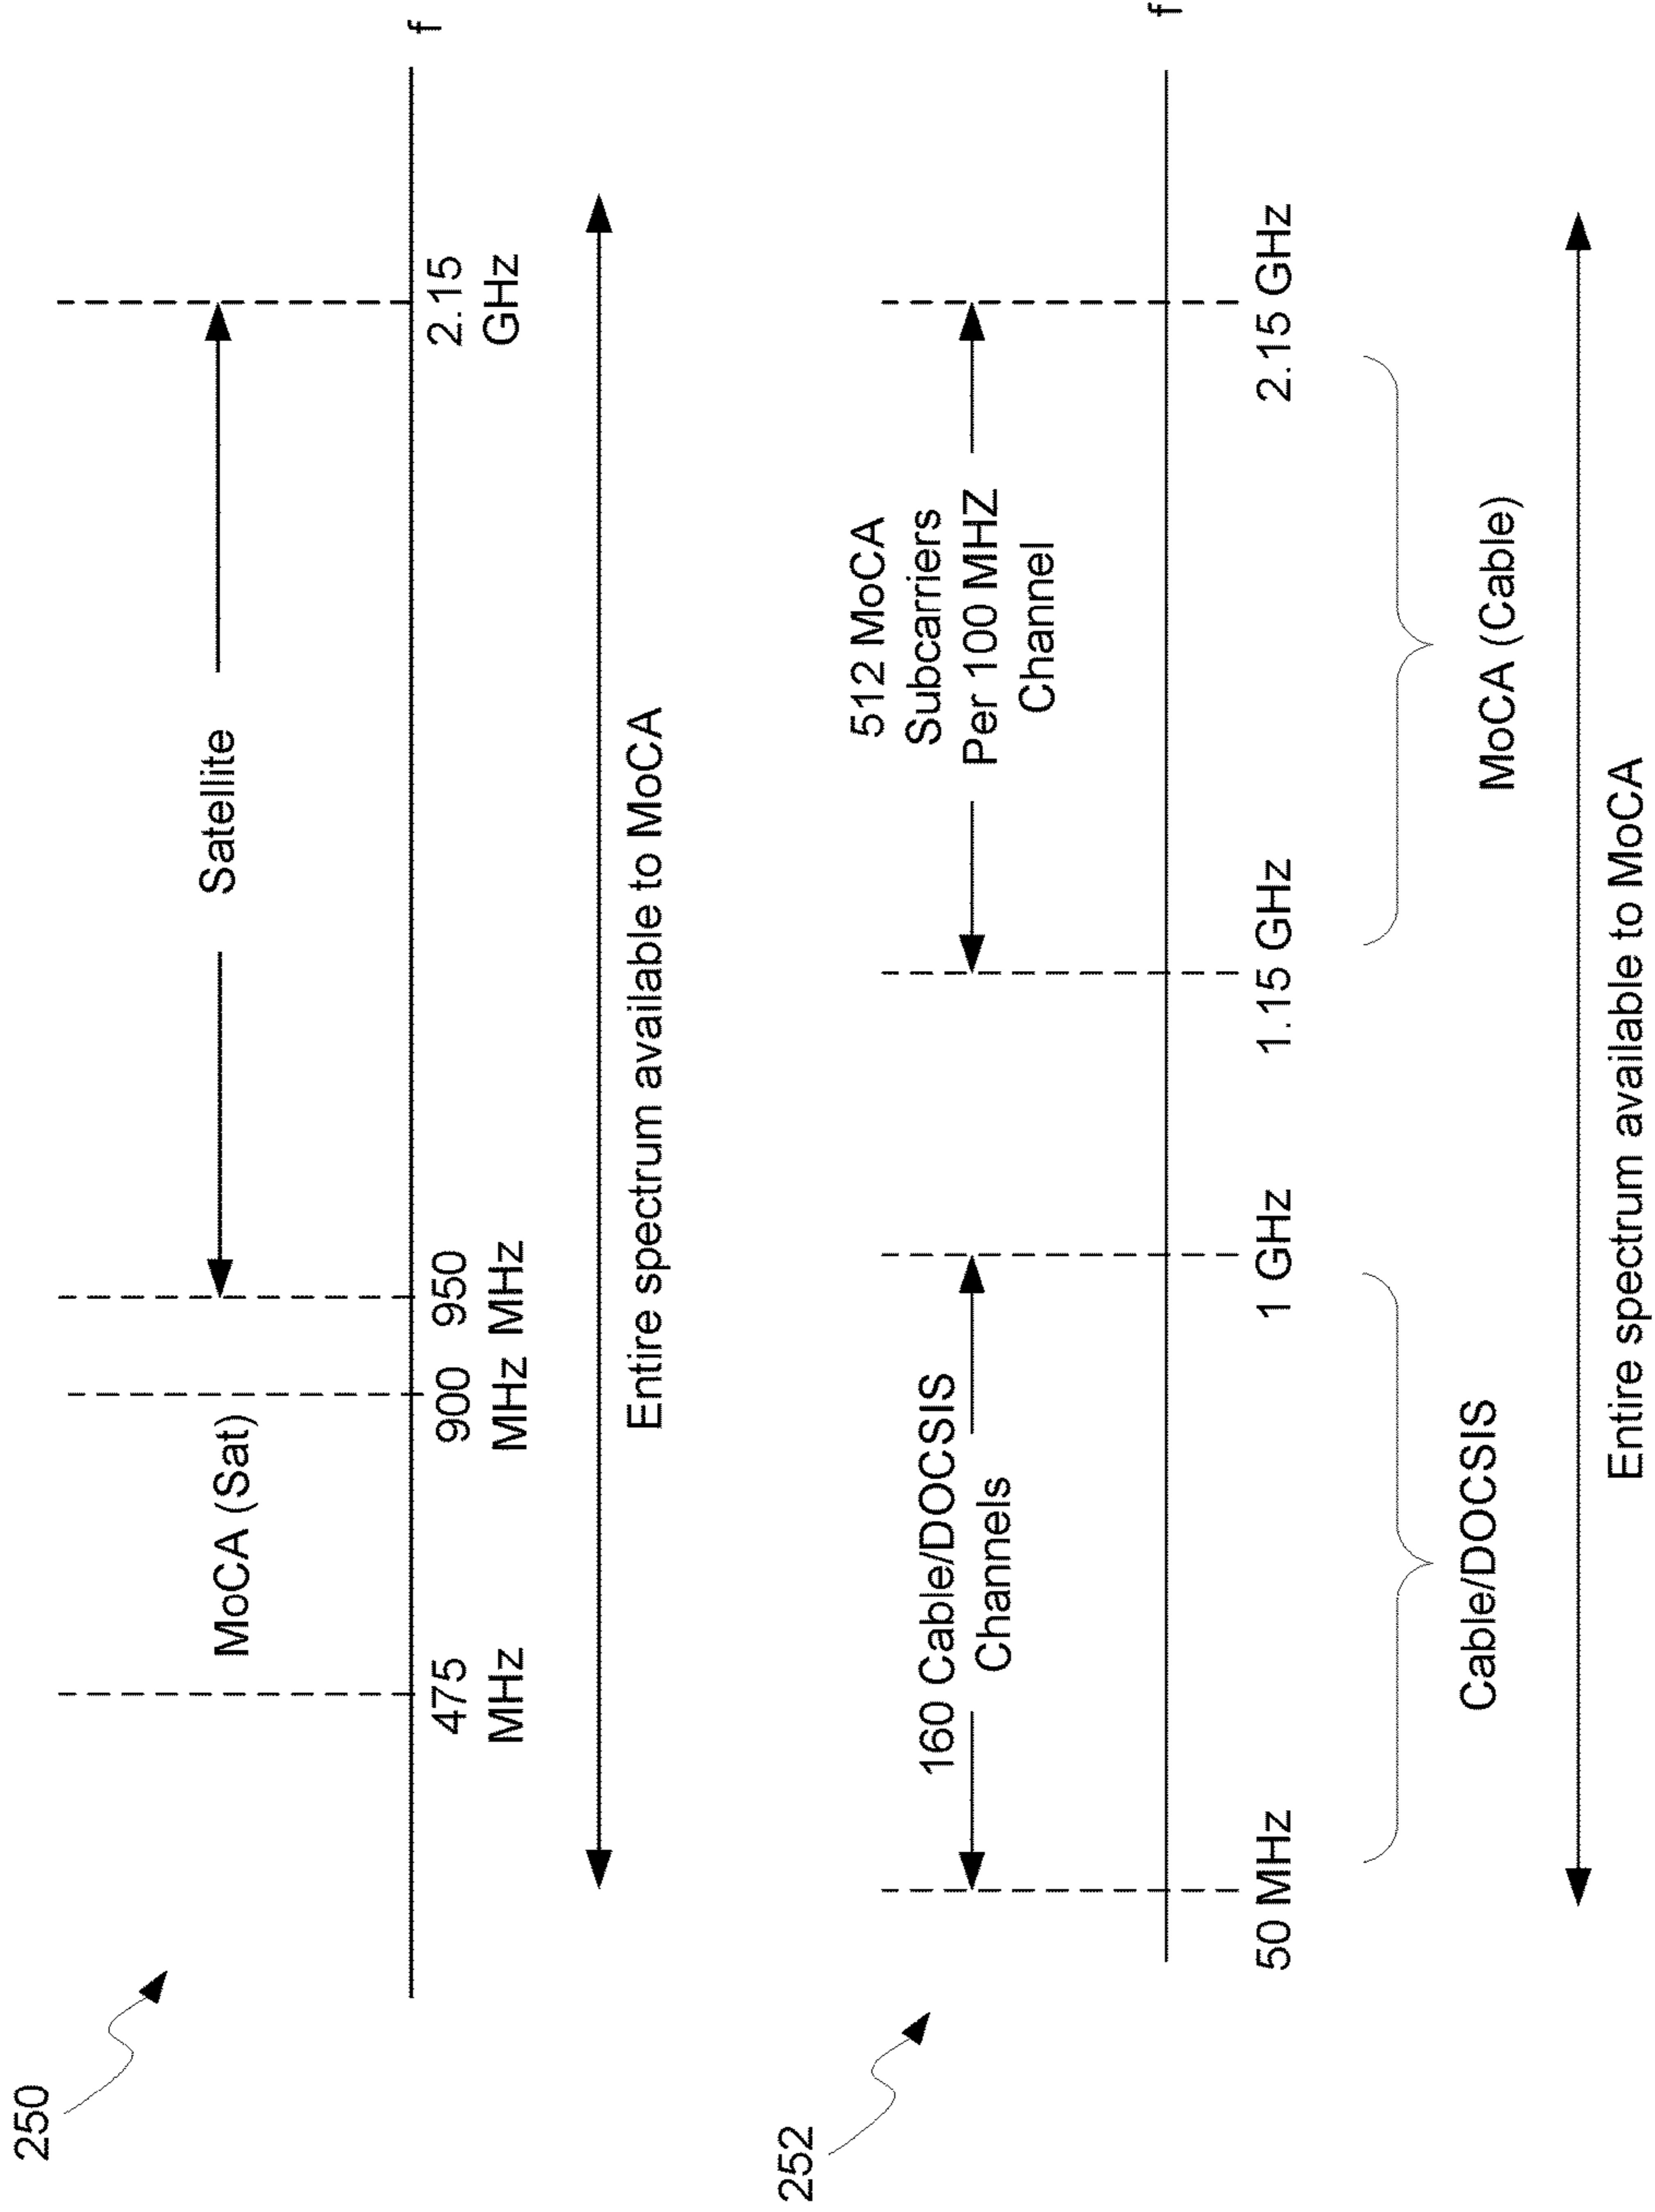 250
MoCA (Sat)
Satellite
f
475
MHz
900
MHz
950
MHz
2.15
GHz
Entire spectrum available to MoCA
252
160 Cable/DOCSIS
Channels
512 MoCA
Subcarriers
Per 100 MHZ
Channel
f
50 MHz
1 GHz
1.15 GHz
2.15 GHz
Cable/DOCSIS
MoCA (Cable)
Entire spectrum available to MoCA